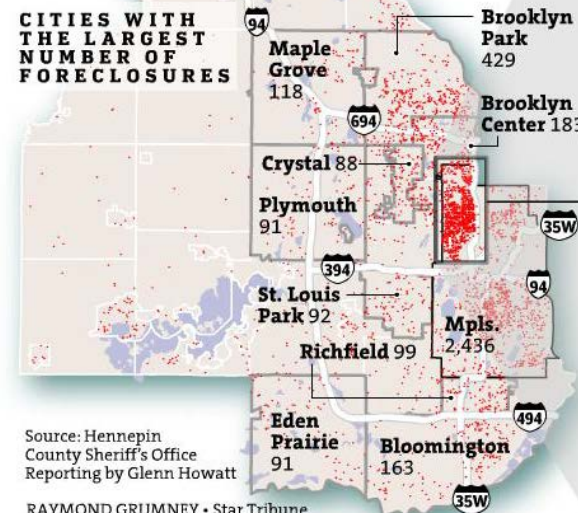 CITIES WITH
THE LARGEST
NUMBER OF
FORECLOSURES
94
Brooklyn
Park
429
Maple
Grove
118
694
Brooklyn
Center 183
Crystal 88
Plymouth
91
35W
394
94
St. Louis
Park 92
Mpls.
2,436
Richfield 99
494
Eden
Prairie
91
Bloomington
163
35W
Source: Hennepin
County Sheriff's Office
Reporting by Glenn Howatt
RAYMOND GRUMNEY • Star Tribune